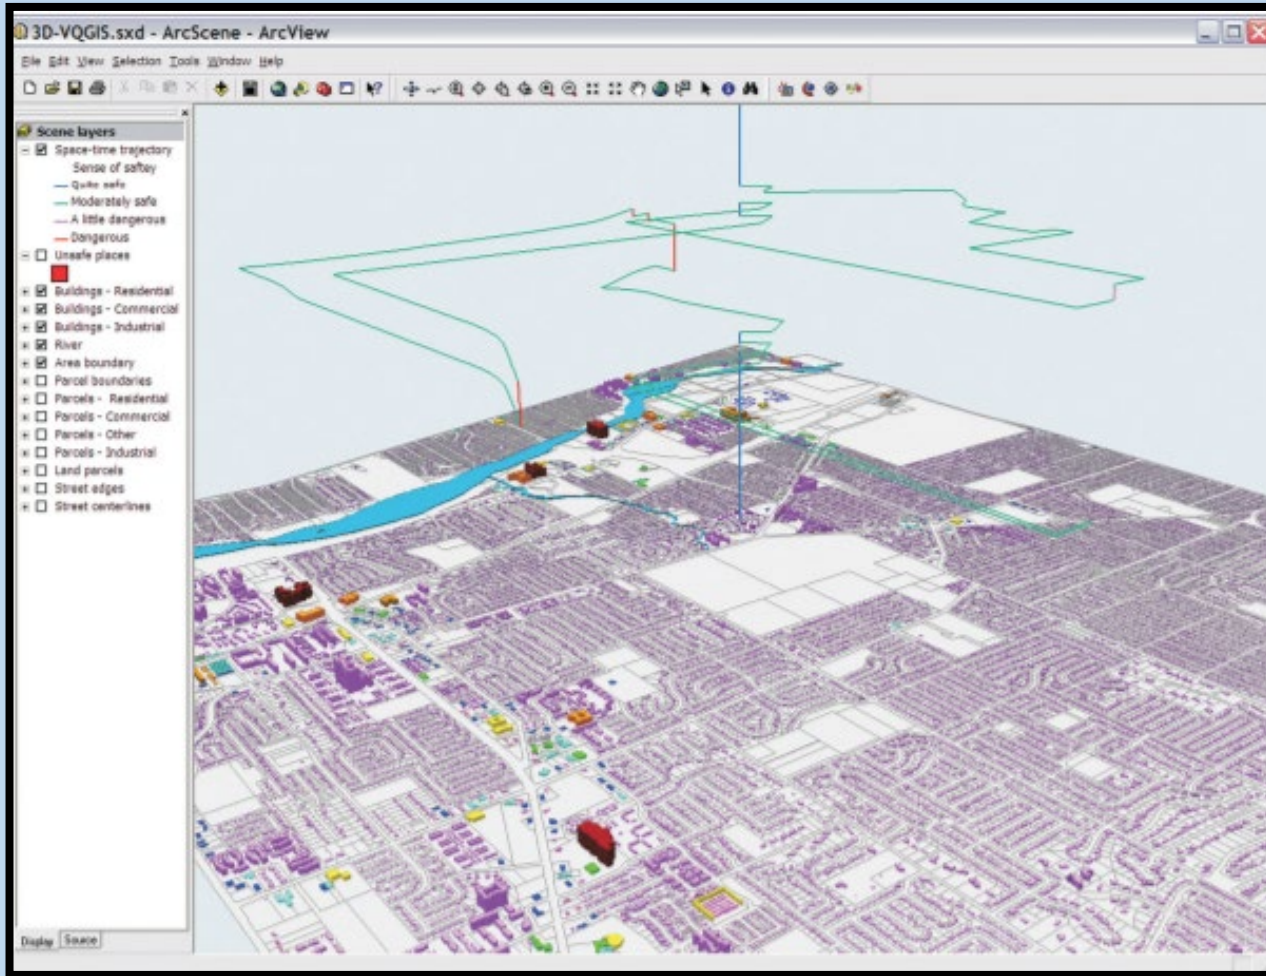 3D-VQGIS.sxd - ArcScene - ArcView
File Edit View Selection Tools Window Help
Scene layers
Space-time trajectory
Sense of saftey
Quite safe
Moderately safe
A little dangerous
Dangerous
Unsafe places
Buildings - Residential
Buildings - Commercial
Buildings - Industrial
River
Area boundary
Parcel boundaries
Parcels - Residential
Parcels - Commercial
Parcels - Other
Parcels - Industrial
Land parcels
Street edges
Street centerlines
Display Source